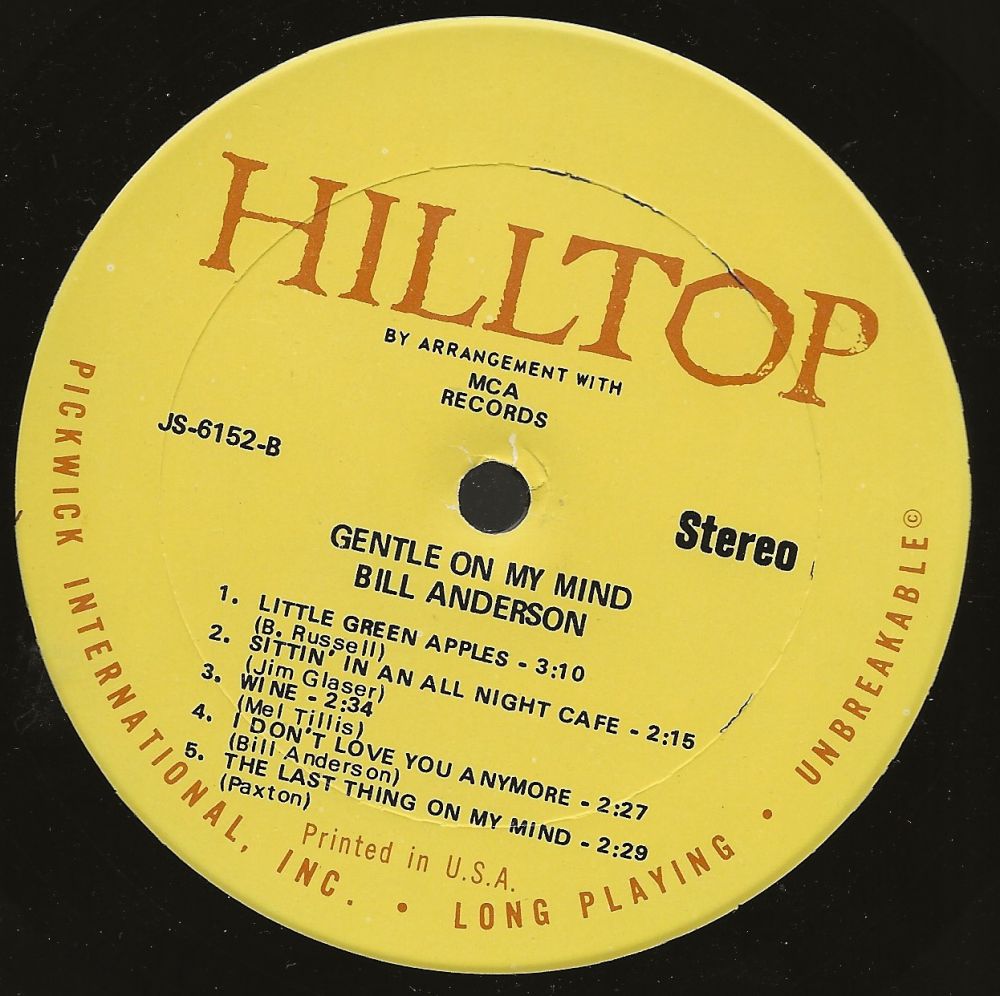 HILLTOP
BY ARRANGEMENT WITH
MCA
RECORDS
JS-6152-B
Stereo
GENTLE ON MY MIND
BILL ANDERSON
1. LITTLE GREEN APPLES - 3:10
(B. Russell)
2. SITTIN' IN AN ALL NIGHT CAFE - 2:15
(Jim Glaser)
3. WINE - 2:34
(Mel Tillis)
4. I DON'T LOVE YOU ANYMORE - 2:27
(Bill Anderson)
5. THE LAST THING ON MY MIND - 2:29
(Paxton)
Printed in U.S.A.
PICKWICK INTERNATIONAL, INC. • LONG PLAYING • UNBREAKABLE ©